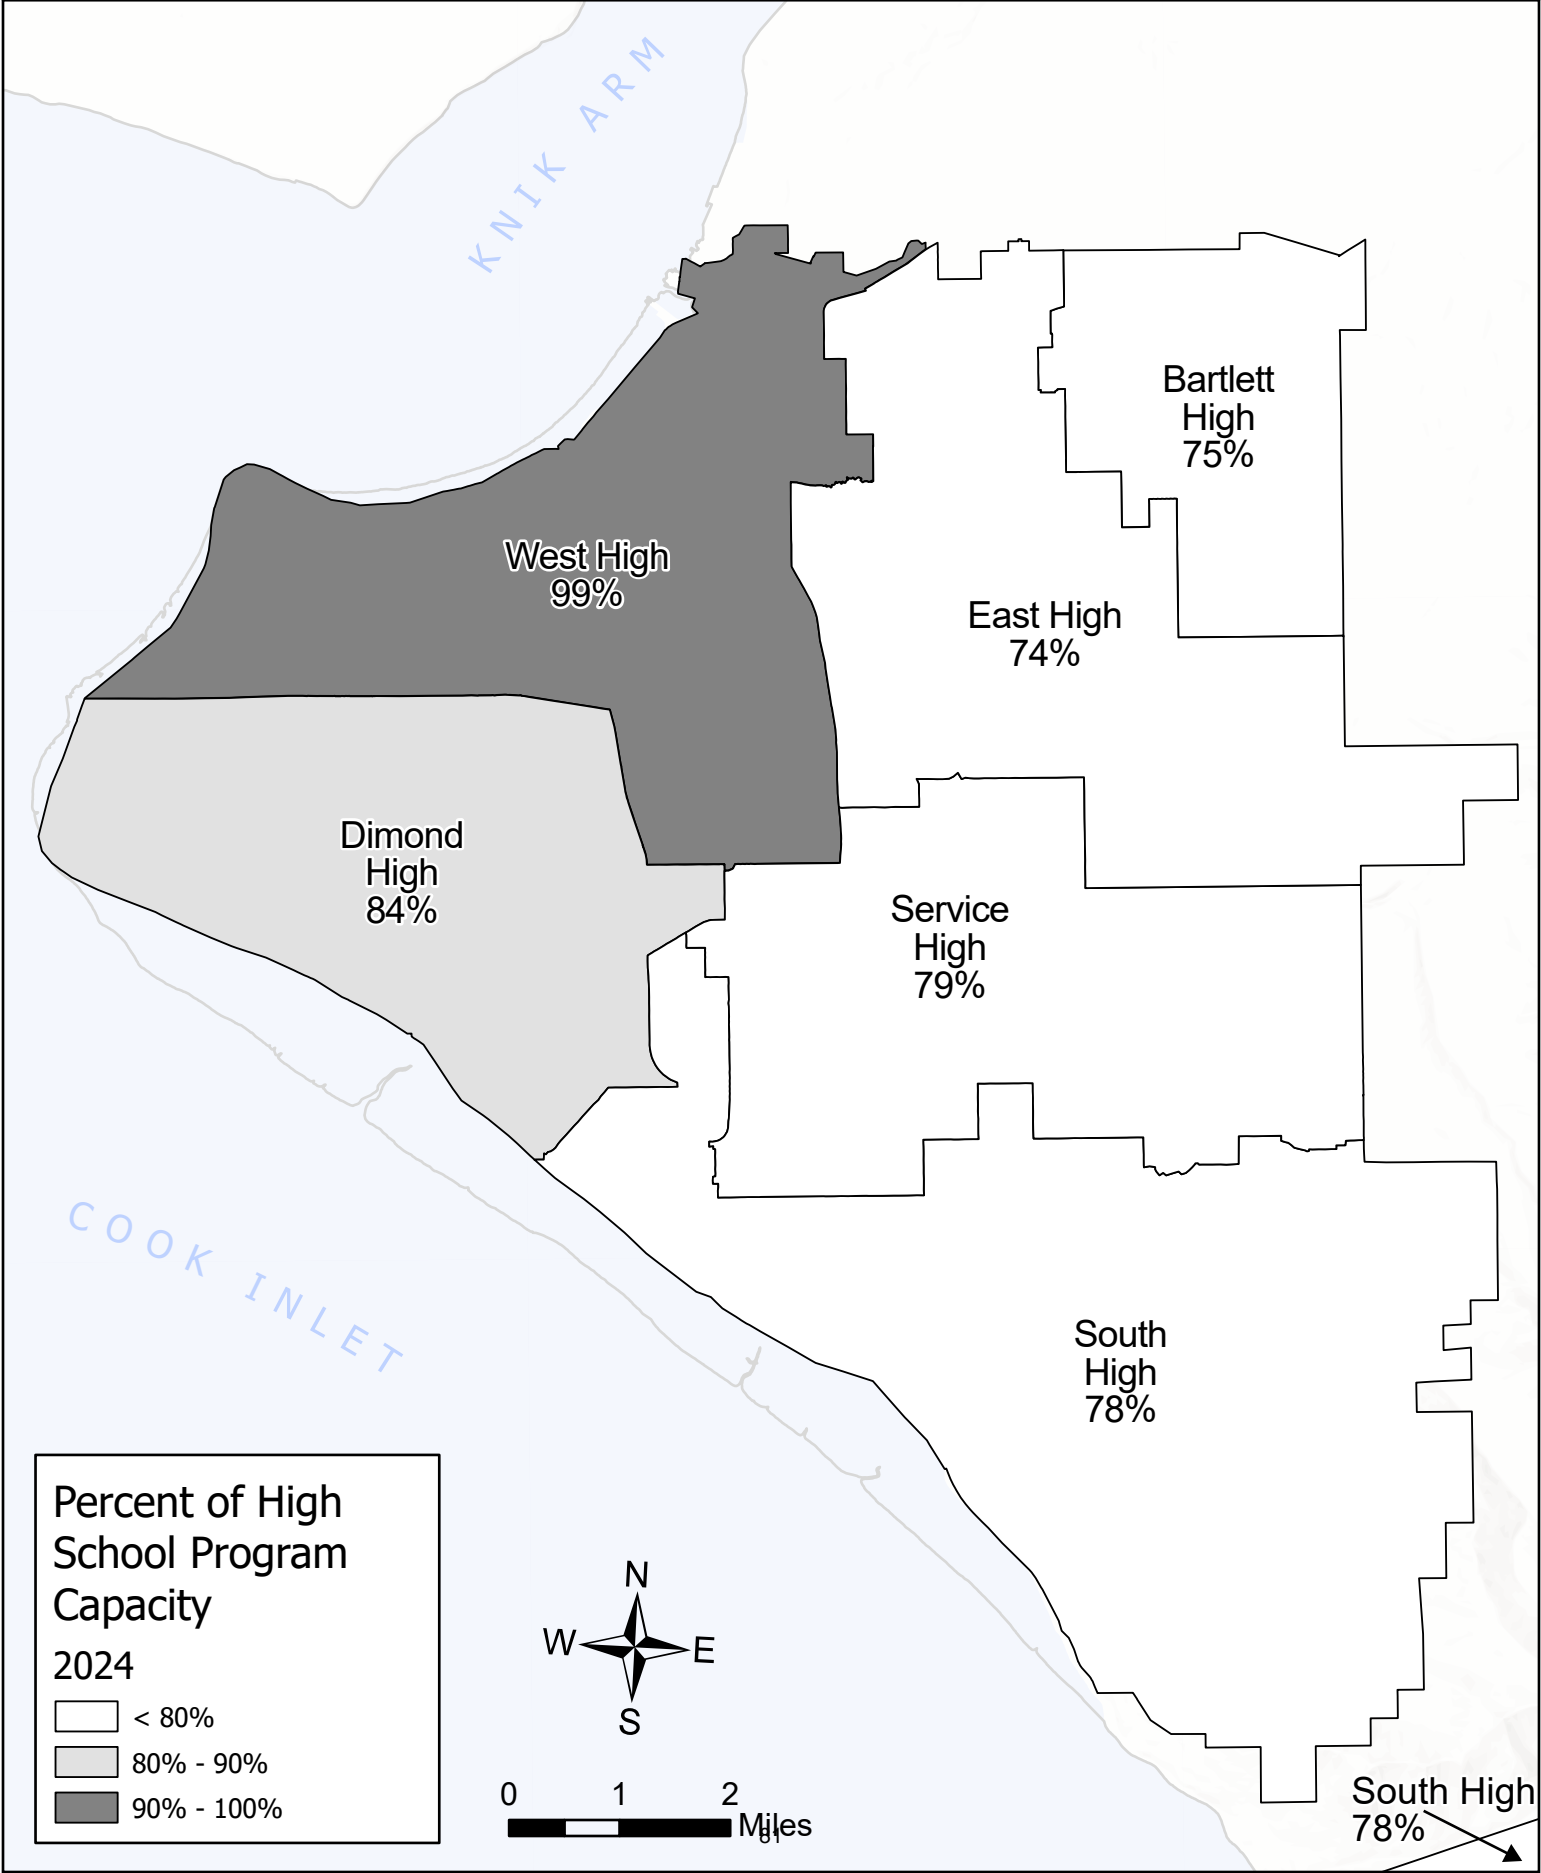 KNIK ARM
Bartlett
High
75%
West High
99%
East High
74%
Dimond
High
84%
Service
High
79%
COOK INLET
South
High
78%
Percent of High
School Program
Capacity
2024
< 80%
80% - 90%
90% - 100%
N
W
E
S
0 1 2
Miles
81
South High
78%